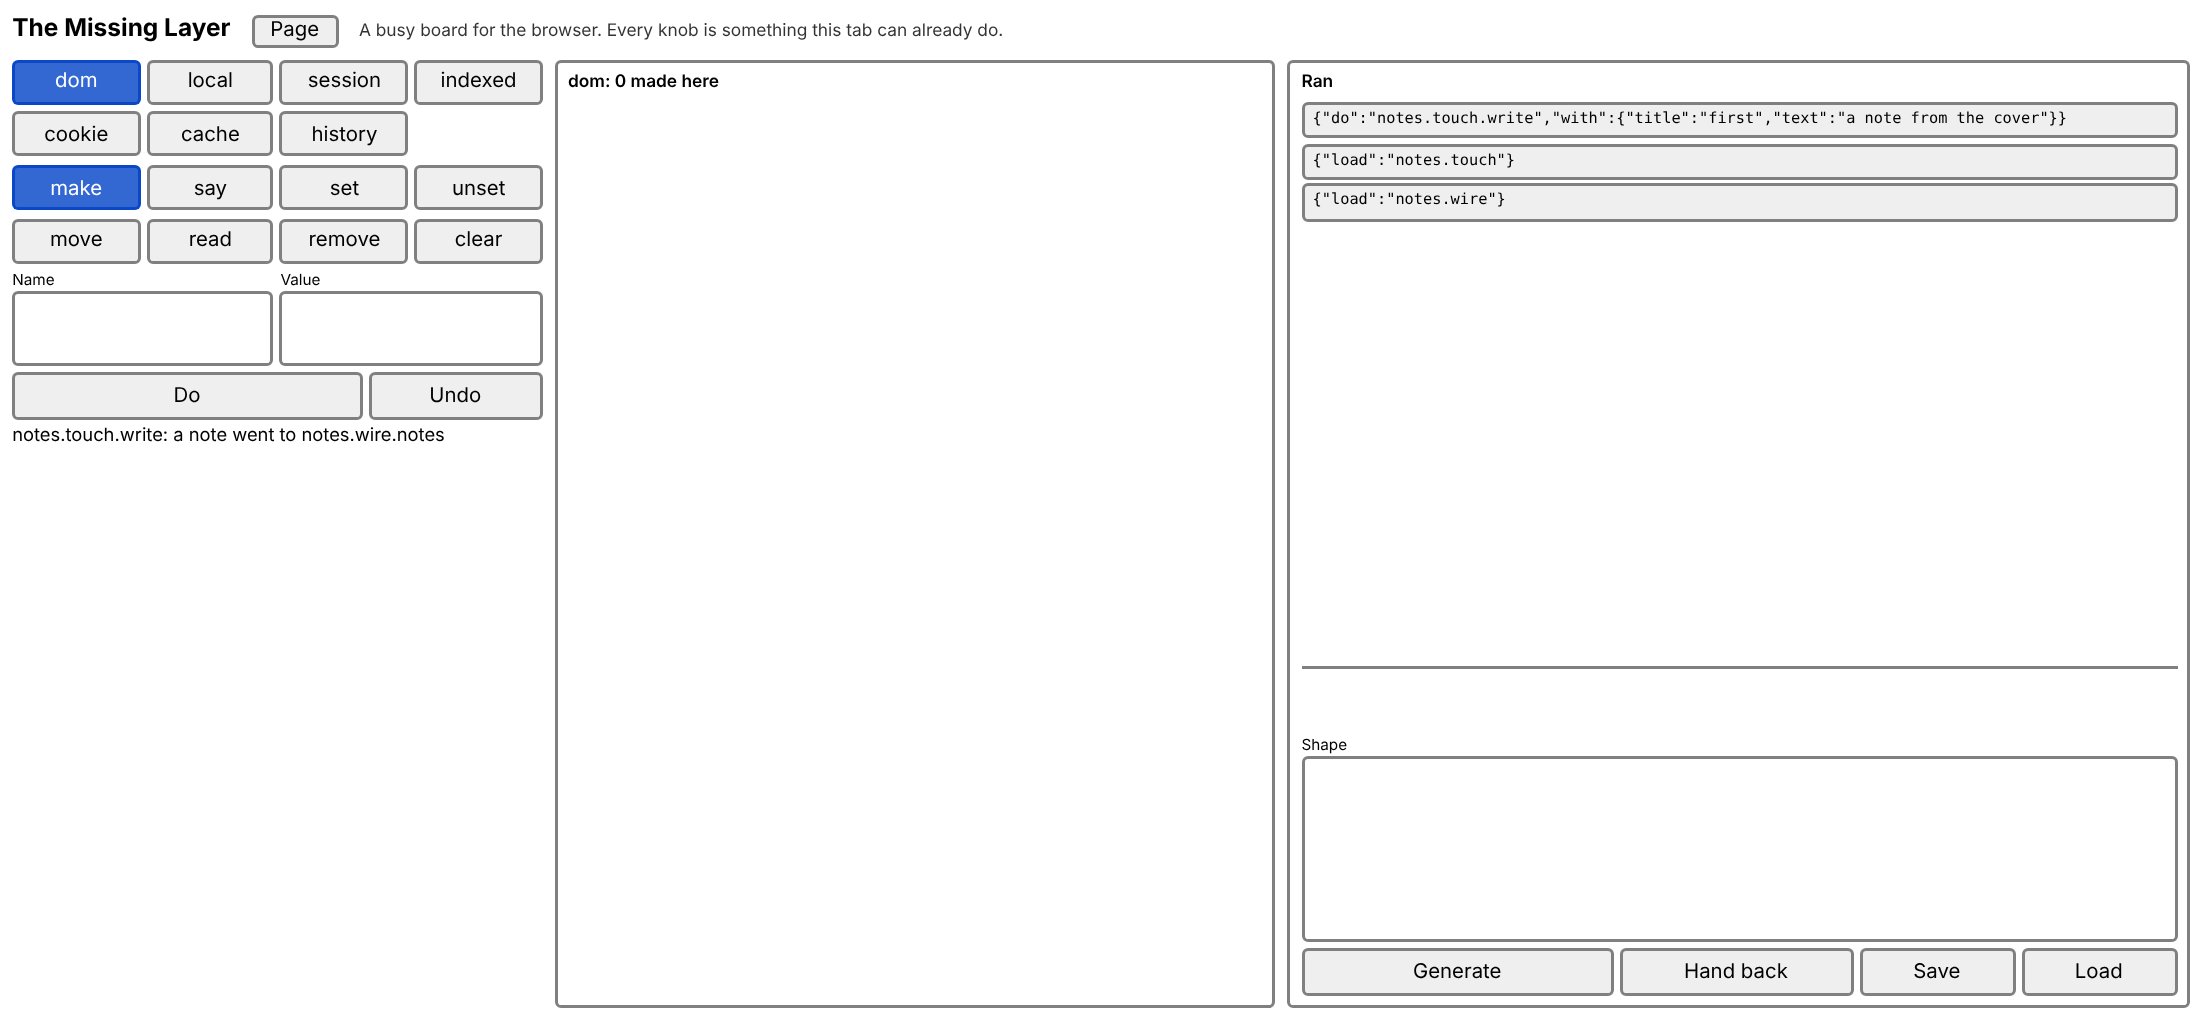 The Missing Layer Page A busy board for the browser. Every knob is something this tab can already do.
dom local session indexed
cookie cache history
make say set unset
move read remove clear
Name Value
Do Undo
notes.touch.write: a note went to notes.wire.notes
dom: 0 made here
Ran
{"do":"notes.touch.write","with":{"title":"first","text":"a note from the cover"}}
{"load":"notes.touch"}
{"load":"notes.wire"}
Shape
Generate Hand back Save Load